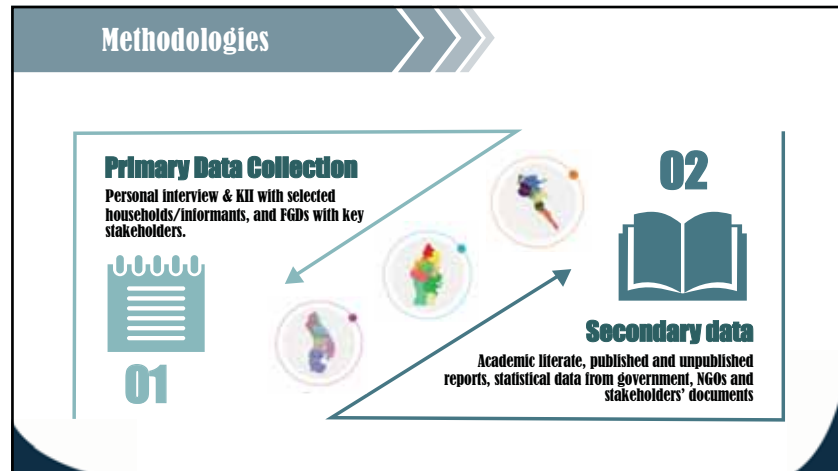 Methodologies
Primary Data Collection
Personal interview & KII with selected
households/informants, and FGDs with key
stakeholders.
01
02
Secondary data
Academic literate, published and unpublished
reports, statistical data from government, NGOs and
stakeholders’ documents